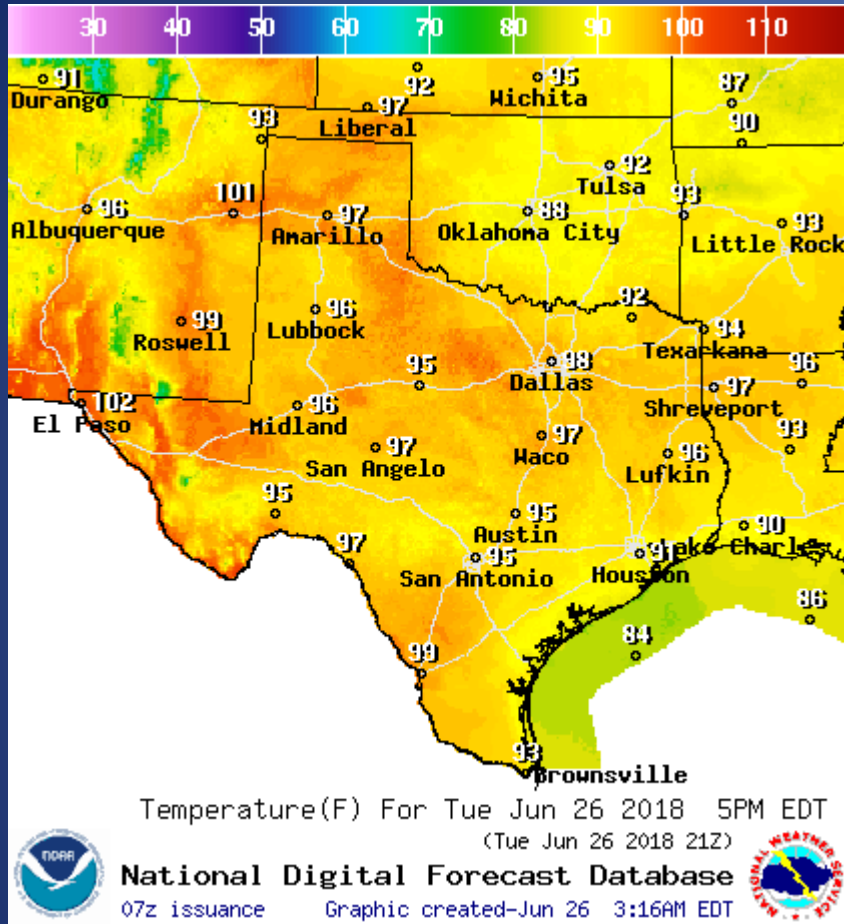 30 40 50 60 70 80 90 100 110
91 92 95 87
Durango Wichita
97
Liberal
93 90
92
Tulsa
96 101 97 88 93 93
Albuquerque Amarillo Oklahoma City Little Rock
99 96 92 94
Roswell Lubbock Texarkana
95 98 96
Dallas
102 96 97
El Paso Midland Shreveport
97 97 96 93
San Angelo Waco Lufkin
95 95 90
Austin
97 95 91 Lake Charles
San Antonio Houston
86
84
99
93
Brownsville
Temperature(F) For Tue Jun 26 2018 5PM EDT
(Tue Jun 26 2018 21Z)
National Digital Forecast Database
07z issuance Graphic created-Jun 26 3:16AM EDT
NOAA
NATIONAL WEATHER SERVICE